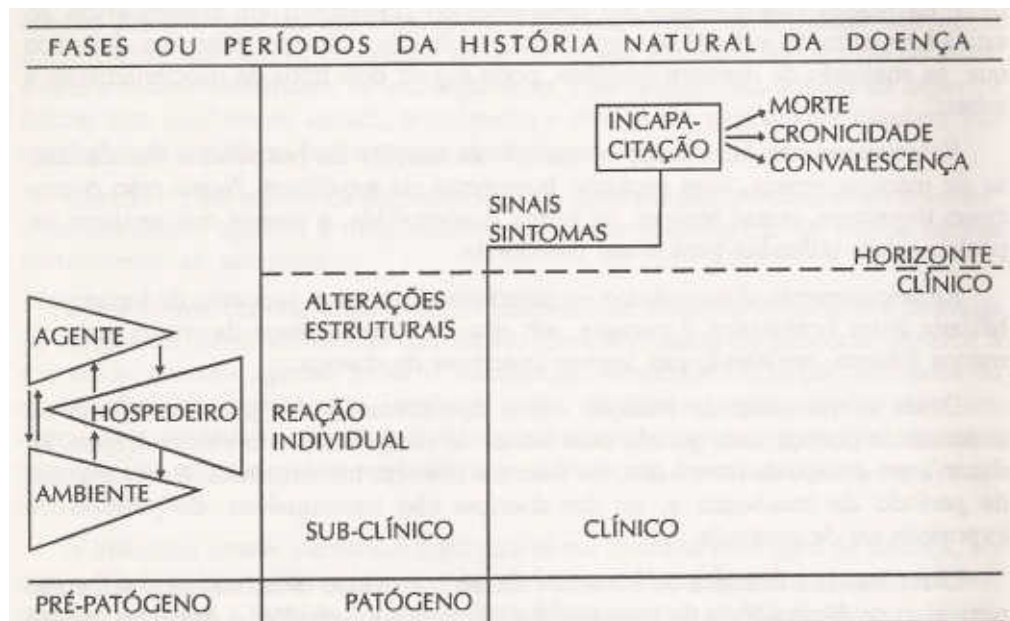 FASES OU PERÍODOS DA HISTÓRIA NATURAL DA DOENÇA
INCAPA-
CITAÇÃO
MORTE
CRONICIDADE
CONVALESCENÇA
SINAIS
SINTOMAS
HORIZONTE
CLÍNICO
ALTERAÇÕES
ESTRUTURAIS
AGENTE
HOSPEDEIRO
REAÇÃO
INDIVIDUAL
AMBIENTE
SUB-CLÍNICO
CLÍNICO
PRÉ-PATÓGENO
PATÓGENO